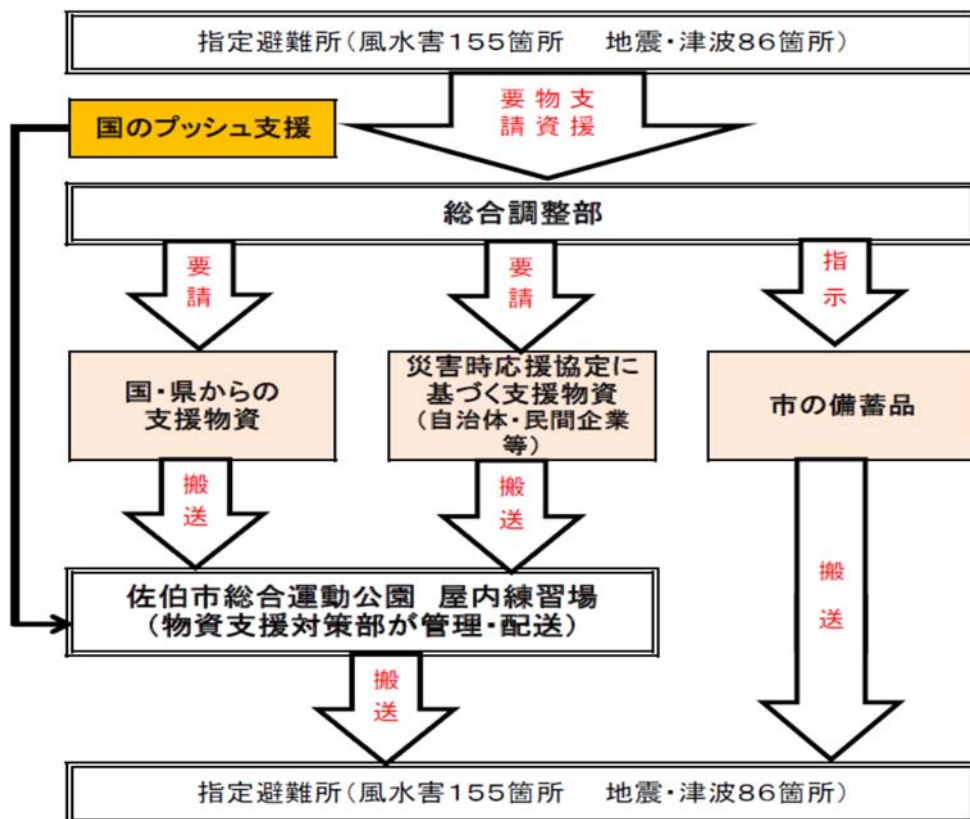 指定避難所(風水害155箇所　地震・津波86箇所)
国のプッシュ支援
支援
物資
要請
総合調整部
要請
要請
指示
国・県からの
支援物資
災害時応援協定に
基づく支援物資
(自治体・民間企業
等)
市の備蓄品
搬送
搬送
搬送
佐伯市総合運動公園　屋内練習場
(物資支援対策部が管理・配送)
搬送
指定避難所(風水害155箇所　地震・津波86箇所)